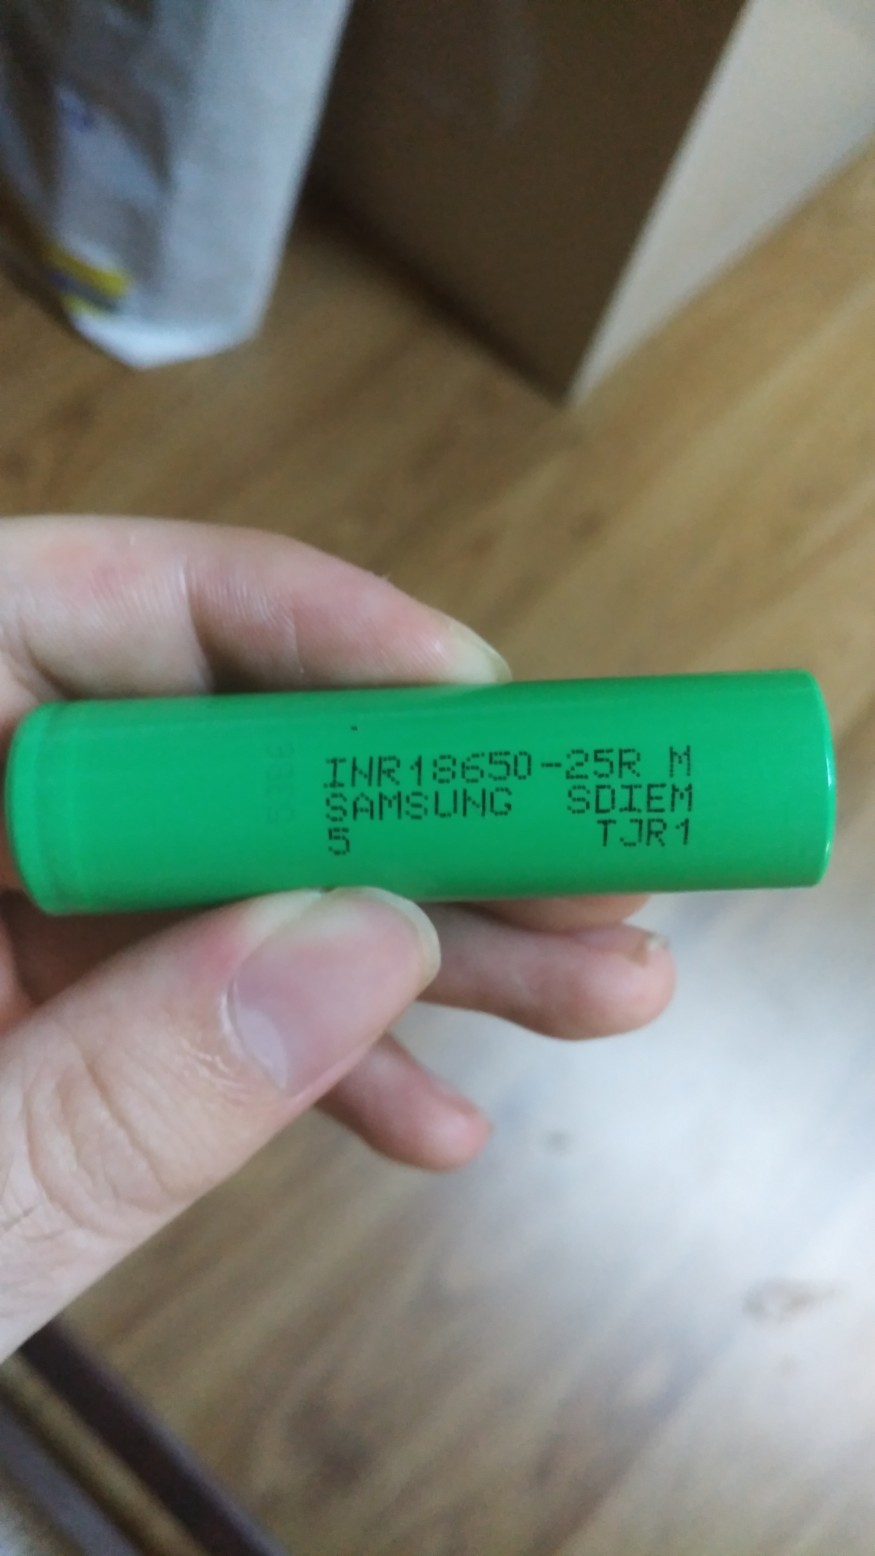 INR18650-25R M
SAMSUNG SDIEM
5 TJR1